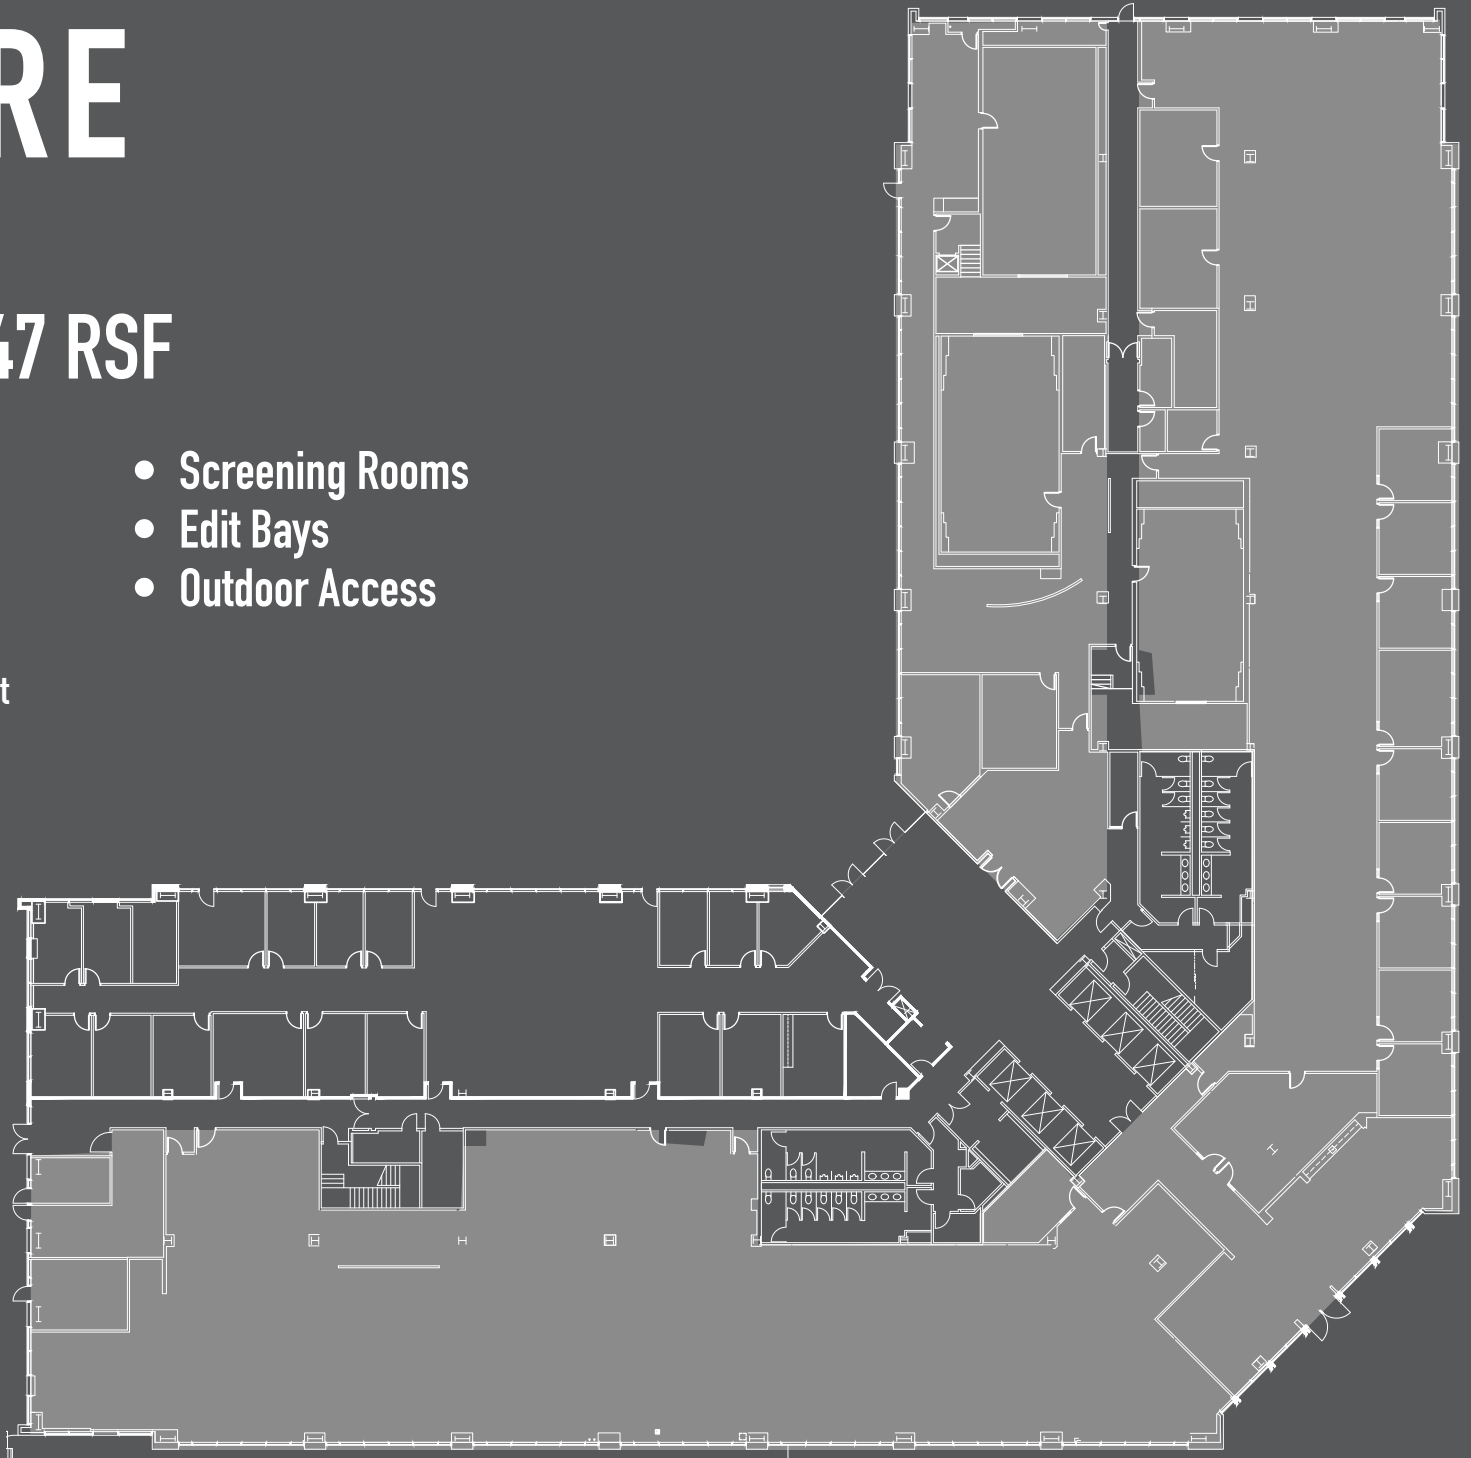 RE
47 RSF
• Screening Rooms
• Edit Bays
• Outdoor Access
t